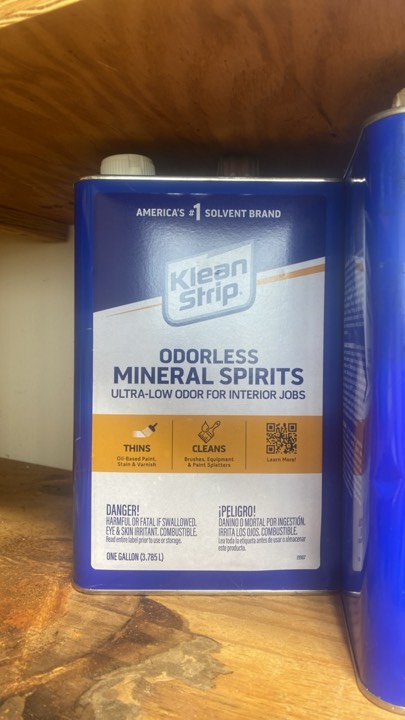 AMERICA'S #1 SOLVENT BRAND
Klean
Strip
ODORLESS
MINERAL SPIRITS
ULTRA-LOW ODOR FOR INTERIOR JOBS
THINS
Oil-Based Paint,
Stain & Varnish
CLEANS
Brushes, Equipment
& Paint Splatters
Learn More!
DANGER!
HARMFUL OR FATAL IF SWALLOWED.
EYE & SKIN IRRITANT. COMBUSTIBLE.
Read entire label prior to use or storage.
ONE GALLON (3.785 L)
¡PELIGRO!
DANINO O MORTAL POR INGESTIÓN.
IRRITA LOS OJOS. COMBUSTIBLE.
Lea toda la etiqueta antes de usar o almacenar
este producto.